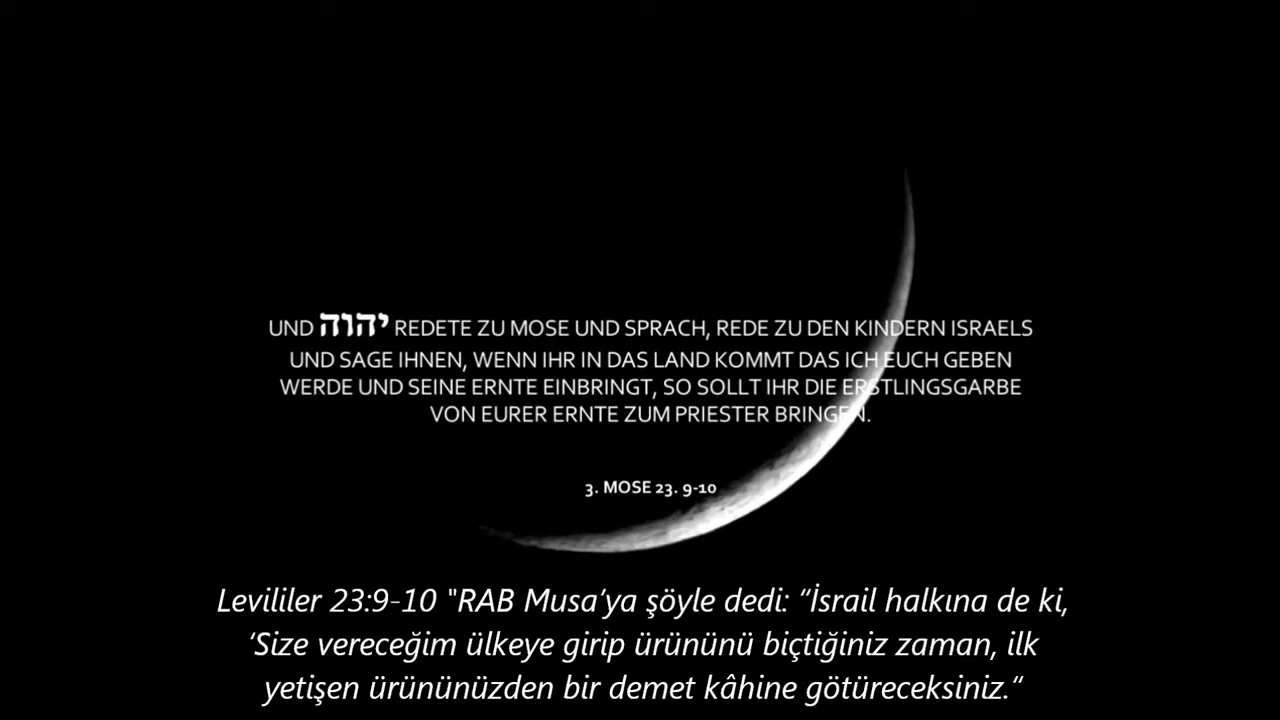 UND יהוה REDETE ZU MOSE UND SPRACH, REDE ZU DEN KINDERN ISRAELS
UND SAGE IHNEN, WENN IHR IN DAS LAND KOMMT DAS ICH EUCH GEBEN
WERDE UND SEINE ERNTE EINBRINGT, SO SOLLT IHR DIE ERSTLINGSGARBE
VON EURER ERNTE ZUM PRIESTER BRINGEN.
3. MOSE 23. 9-10
Levililer 23:9-10 "RAB Musa’ya şöyle dedi: “İsrail halkına de ki,
‘Size vereceğim ülkeye girip ürününü biçtiğiniz zaman, ilk
yetişen ürününüzden bir demet kâhine götüreceksiniz.“